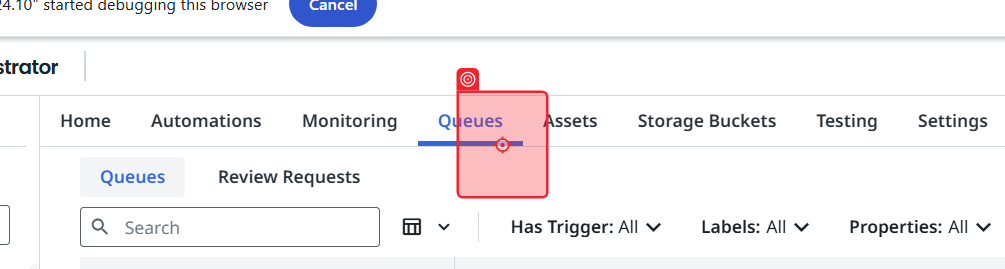 24.10" started debugging this browser Cancel
strator
Home Automations Monitoring Queues Assets Storage Buckets Testing Settings
Queues Review Requests
Search Has Trigger: All Labels: All Properties: All